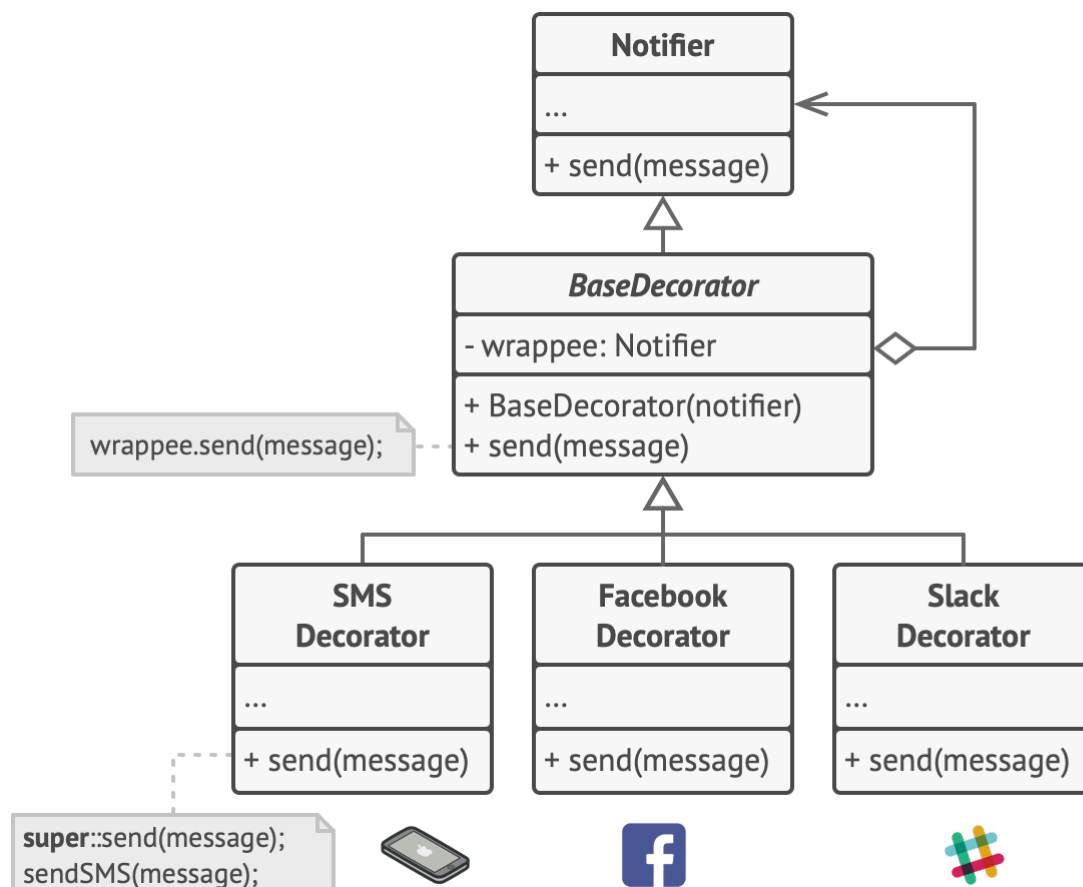 Notifier
...
+ send(message)
BaseDecorator
- wrappee: Notifier
+ BaseDecorator(notifier)
+ send(message)
wrappee.send(message);
SMS
Decorator
...
+ send(message)
Facebook
Decorator
...
+ send(message)
Slack
Decorator
...
+ send(message)
super::send(message);
sendSMS(message);